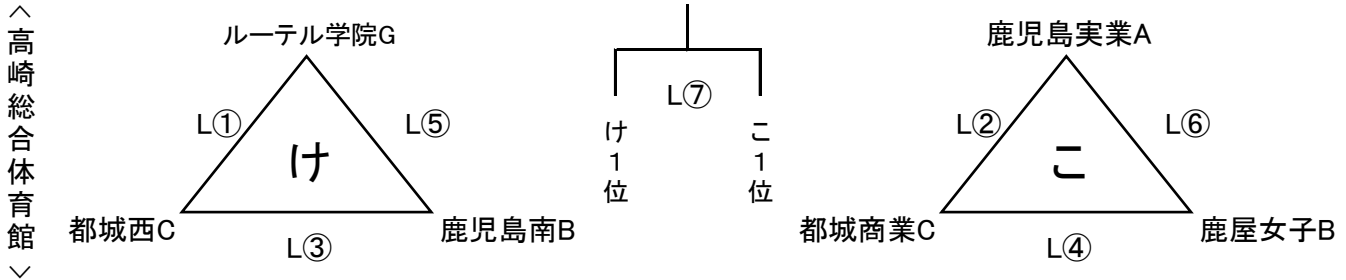 〈高崎総合体育館〉
ルーテル学院G
L①
L⑤
け
都城西C
鹿児島南B
L③
L⑦
け1位
こ1位
鹿児島実業A
L②
L⑥
こ
都城商業C
鹿屋女子B
L④